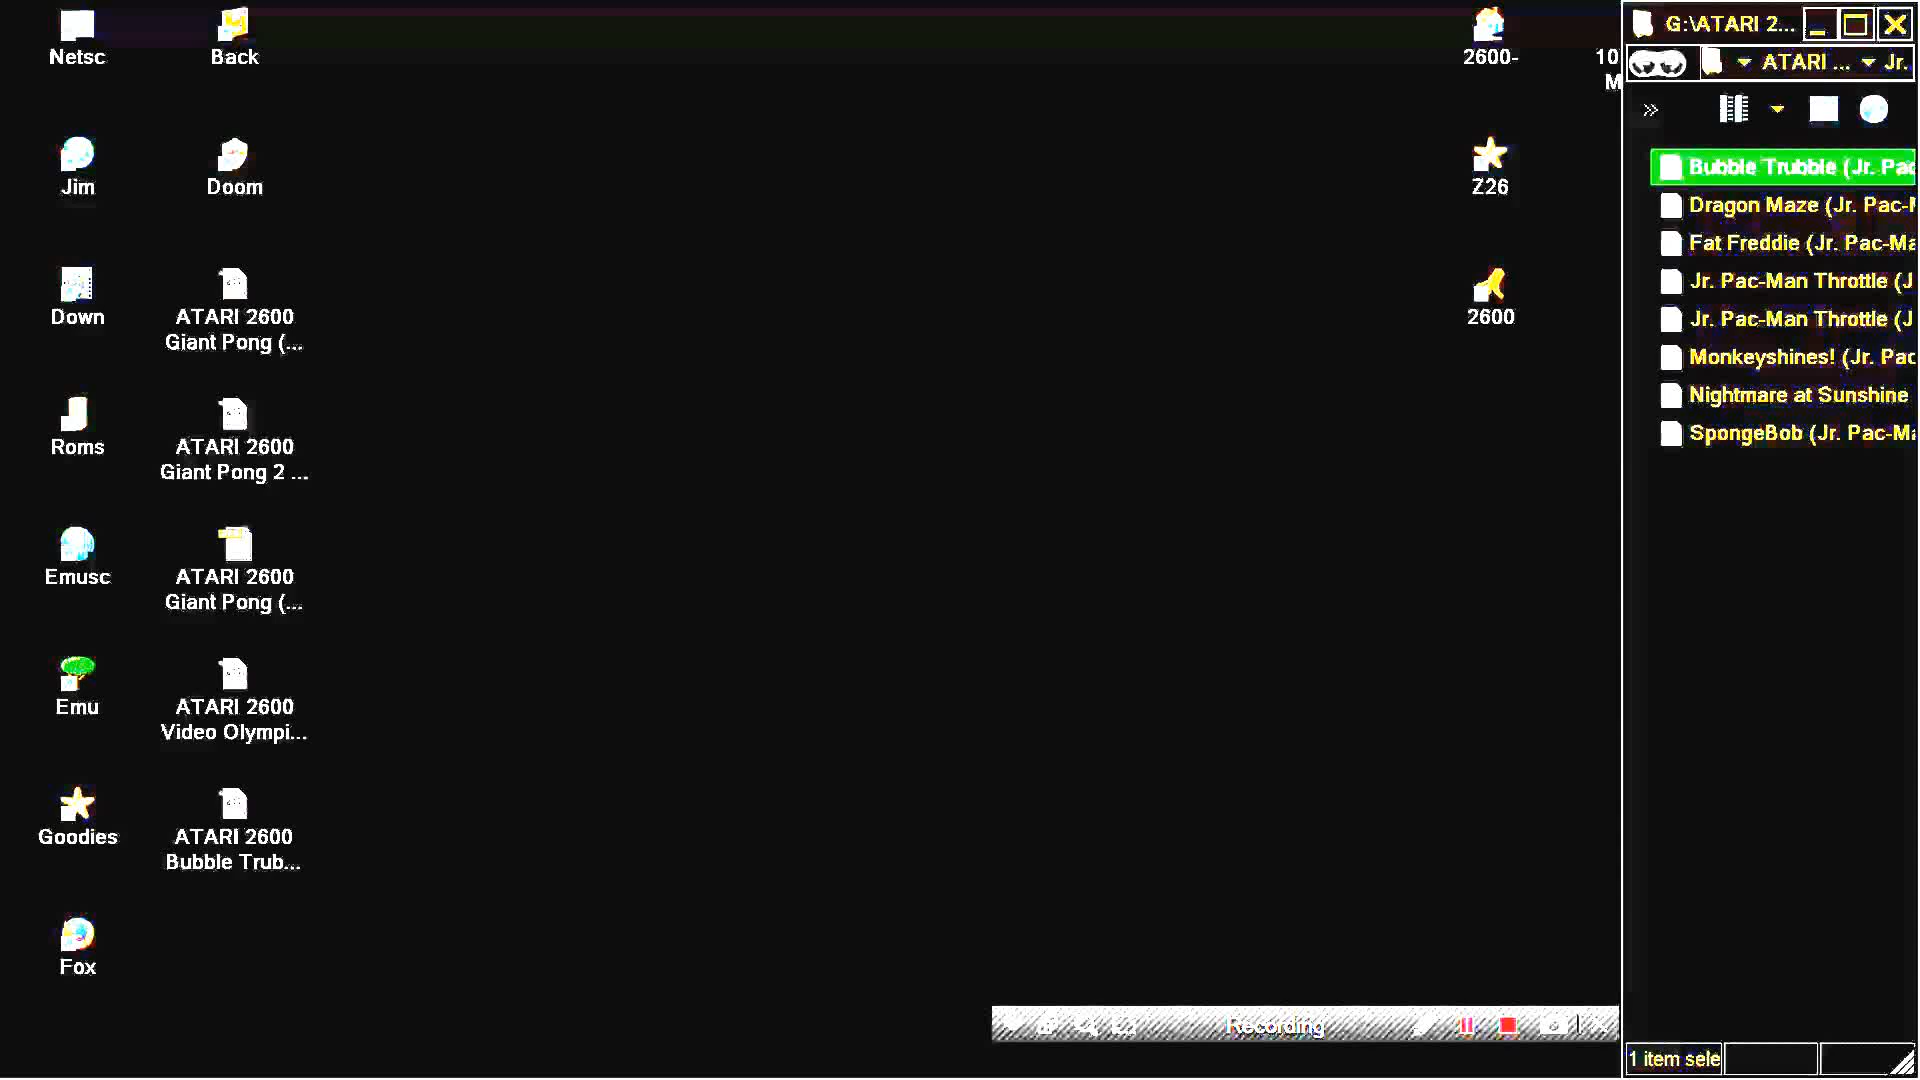 Netsc
Back
Jim
Doom
Down
ATARI 2600
Giant Pong (...
Roms
ATARI 2600
Giant Pong 2 ...
Emusc
ATARI 2600
Giant Pong (...
Emu
ATARI 2600
Video Olympi...
Goodies
ATARI 2600
Bubble Trub...
Fox
2600-
10
M
Z26
2600
G:\ATARI 2...
ATARI ... Jr.
»
Bubble Trubble (Jr. Pac
Dragon Maze (Jr. Pac-M
Fat Freddie (Jr. Pac-Ma
Jr. Pac-Man Throttle (J
Jr. Pac-Man Throttle (J
Monkeyshines! (Jr. Pac
Nightmare at Sunshine
SpongeBob (Jr. Pac-Ma
Recording
1 item sele